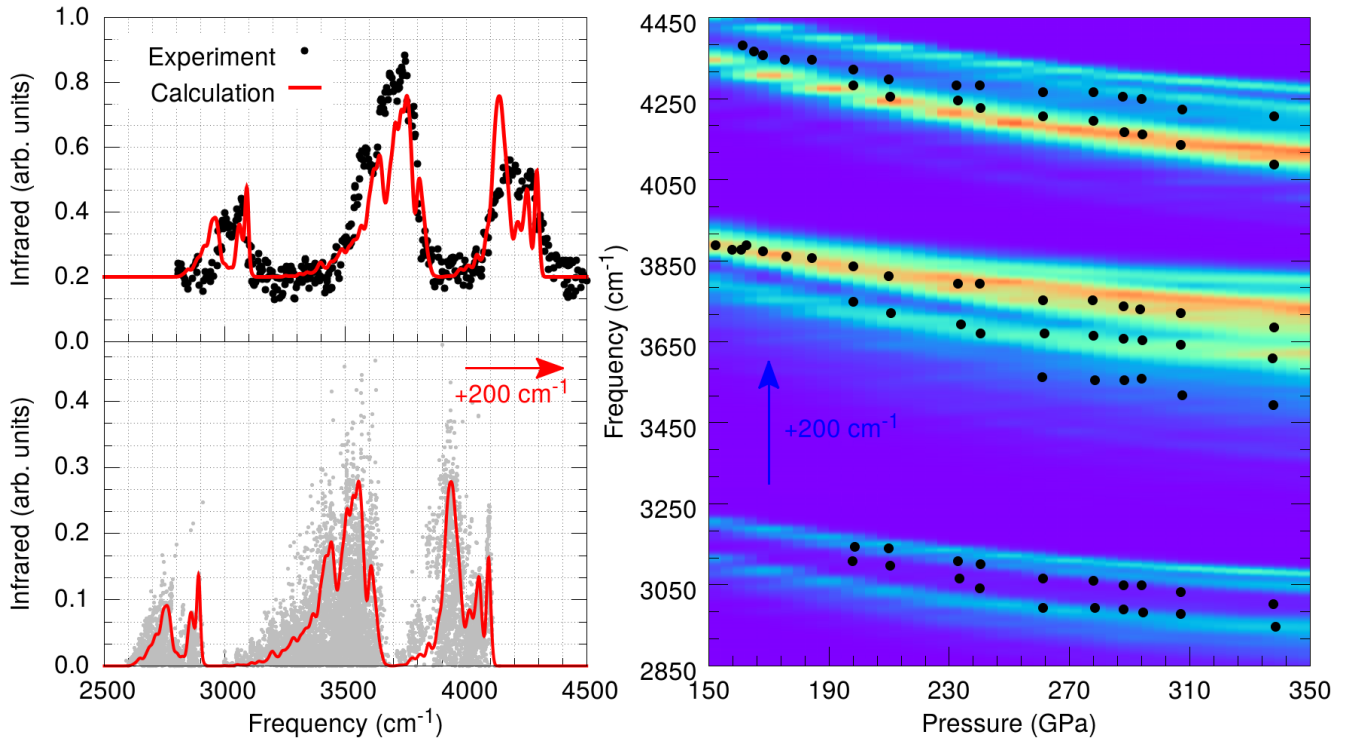 1.0
0.8
0.6
0.4
0.2
0.0
Infrared (arb. units)
Experiment
Calculation
0.4
0.3
0.2
0.1
0.0
Infrared (arb. units)
+200 cm⁻¹
2500 3000 3500 4000 4500
Frequency (cm⁻¹)
4450
4250
4050
3850
3650
3450
3250
3050
2850
Frequency (cm⁻¹)
+200 cm⁻¹
150 190 230 270 310 350
Pressure (GPa)